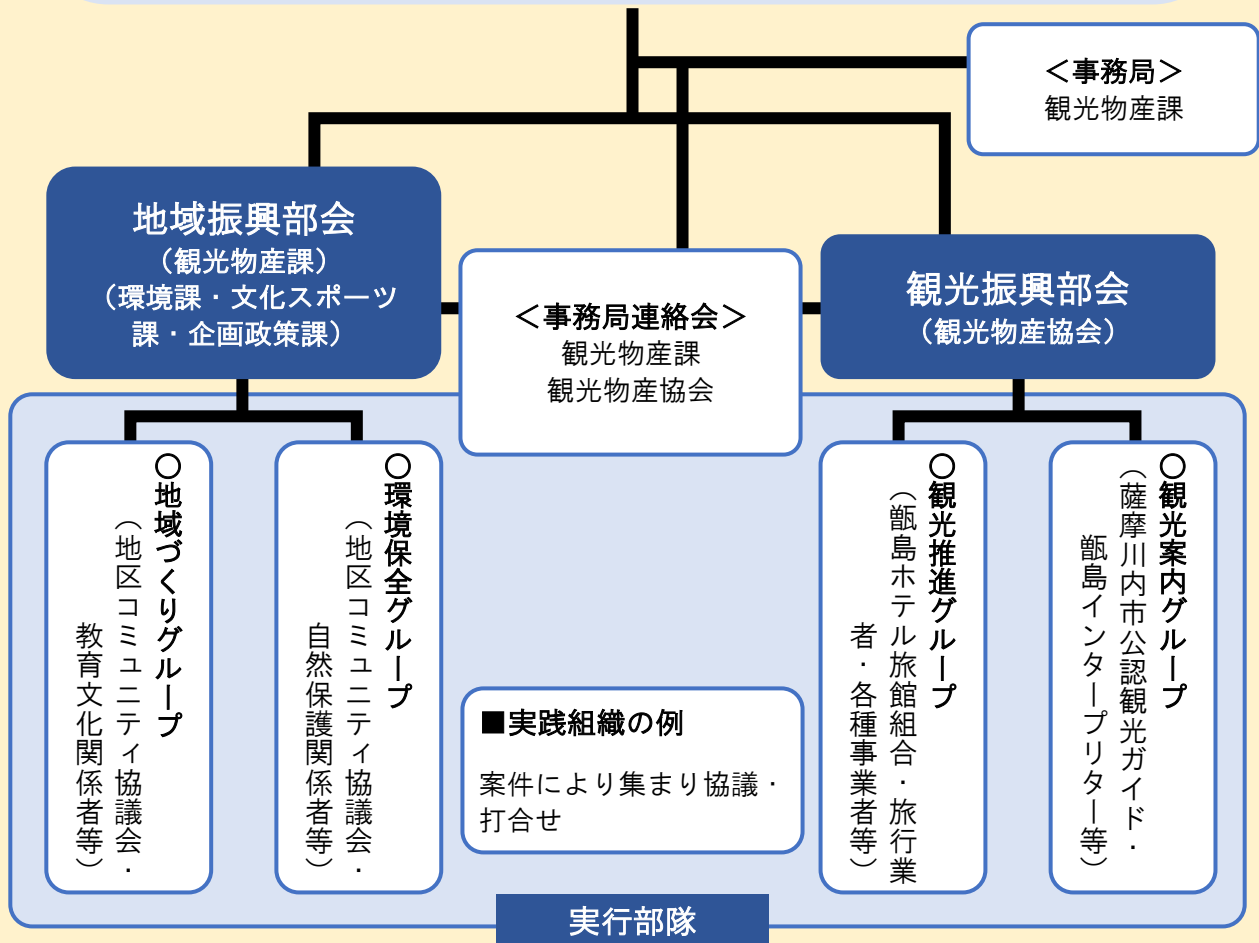 ＜事務局＞
観光物産課
地域振興部会
（観光物産課）
（環境課・文化スポーツ
課・企画政策課）
＜事務局連絡会＞
観光物産課
観光物産協会
観光振興部会
（観光物産協会）
〇地域づくりグループ
（地区コミュニティ協議会・
教育文化関係者等）
〇環境保全グループ
（地区コミュニティ協議会・
自然保護関係者等）
■実践組織の例
案件により集まり協議・
打合せ
〇観光推進グループ
（甑島ホテル旅館組合・旅行業
者・各種事業者等）
〇観光案内グループ
（薩摩川内市公認観光ガイド・
甑島インタープリター等）
実行部隊